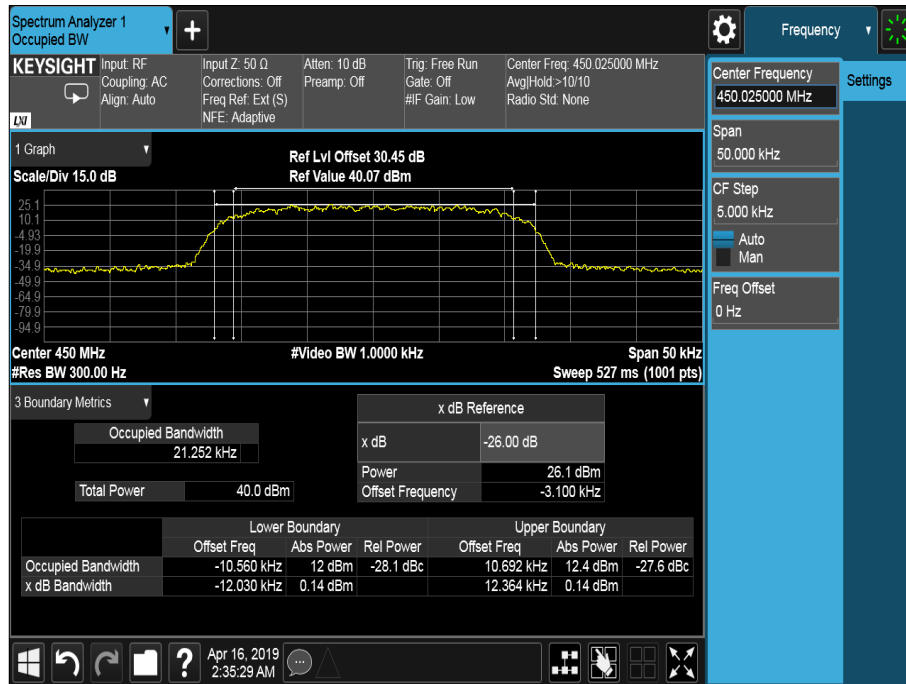 Spectrum Analyzer 1
Occupied BW
Frequency
KEYSIGHT
LXI
Input: RF
Coupling: AC
Align: Auto
Input Z: 50 Ω
Corrections: Off
Freq Ref: Ext (S)
NFE: Adaptive
Atten: 10 dB
Preamp: Off
Trig: Free Run
Gate: Off
#IF Gain: Low
Center Freq: 450.025000 MHz
Avg|Hold:>10/10
Radio Std: None
Center Frequency
450.025000 MHz
Settings
Span
50.000 kHz
CF Step
5.000 kHz
Auto
Man
Freq Offset
0 Hz
1 Graph
Scale/Div 15.0 dB
Ref Lvl Offset 30.45 dB
Ref Value 40.07 dBm
25.1
10.1
-4.93
-19.9
-34.9
-49.9
-64.9
-79.9
-94.9
Center 450 MHz #Video BW 1.0000 kHz Span 50 kHz
#Res BW 300.00 Hz Sweep 527 ms (1001 pts)
3 Boundary Metrics
Occupied Bandwidth
21.252 kHz
Total Power 40.0 dBm
x dB Reference
x dB -26.00 dB
Power 26.1 dBm
Offset Frequency -3.100 kHz
Lower Boundary Upper Boundary
Offset Freq Abs Power Rel Power Offset Freq Abs Power Rel Power
Occupied Bandwidth -10.560 kHz 12 dBm -28.1 dBc 10.692 kHz 12.4 dBm -27.6 dBc
x dB Bandwidth -12.030 kHz 0.14 dBm 12.364 kHz 0.14 dBm
?
Apr 16, 2019
2:35:29 AM